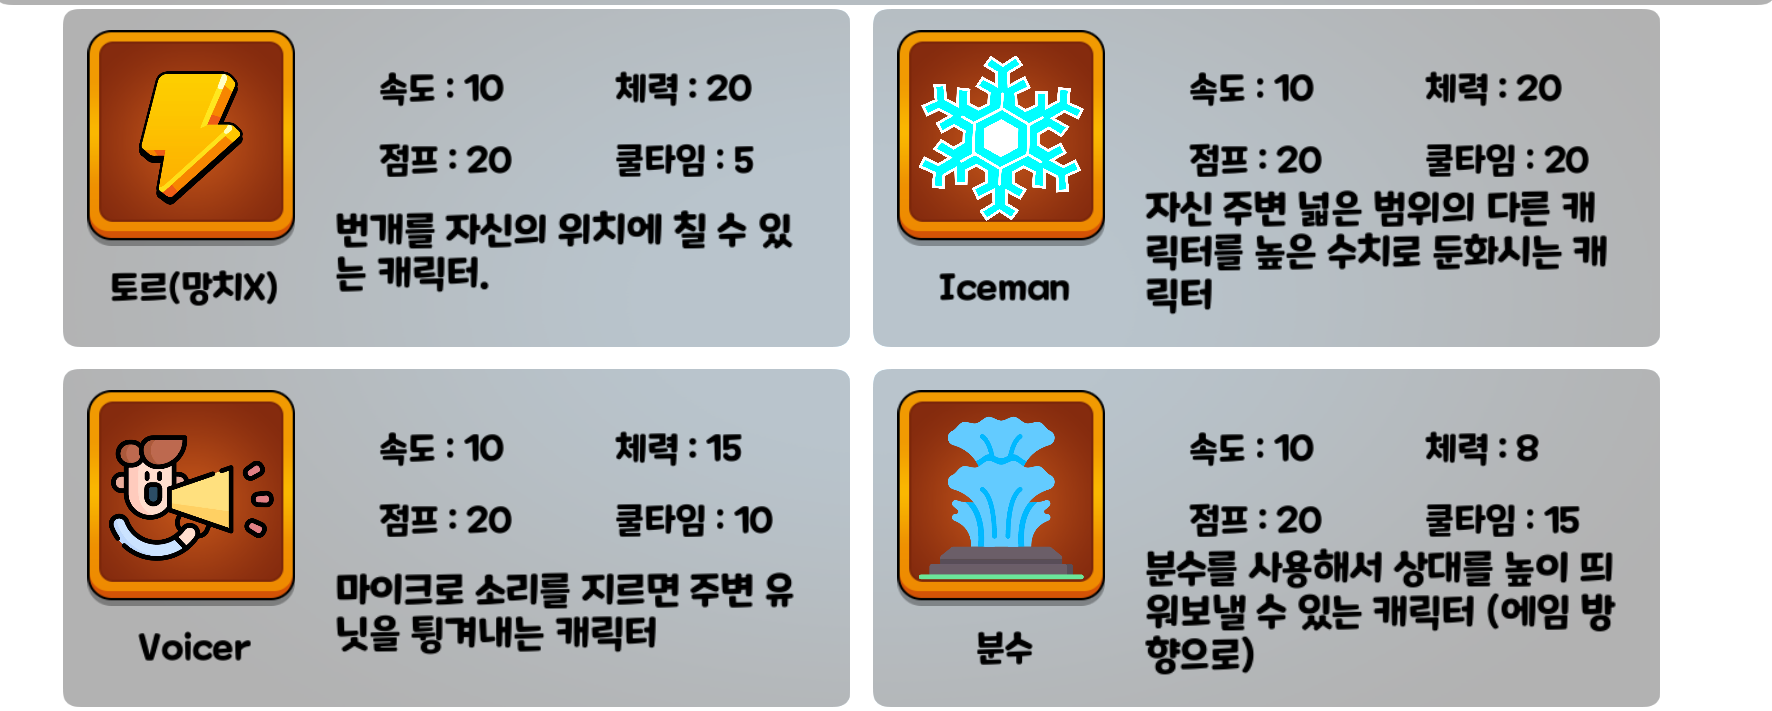 속도 : 10 체력 : 20
점프 : 20 쿨타임 : 5
번개를 자신의 위치에 칠 수 있
는 캐릭터.
토르(망치X)
속도 : 10 체력 : 20
점프 : 20 쿨타임 : 20
자신 주변 넓은 범위의 다른 캐
릭터를 높은 수치로 둔화시는 캐
릭터
Iceman
속도 : 10 체력 : 15
점프 : 20 쿨타임 : 10
마이크로 소리를 지르면 주변 유
닛을 튕겨내는 캐릭터
Voicer
속도 : 10 체력 : 8
점프 : 20 쿨타임 : 15
분수를 사용해서 상대를 높이 띄
워보낼 수 있는 캐릭터 (에임 방
향으로)
분수